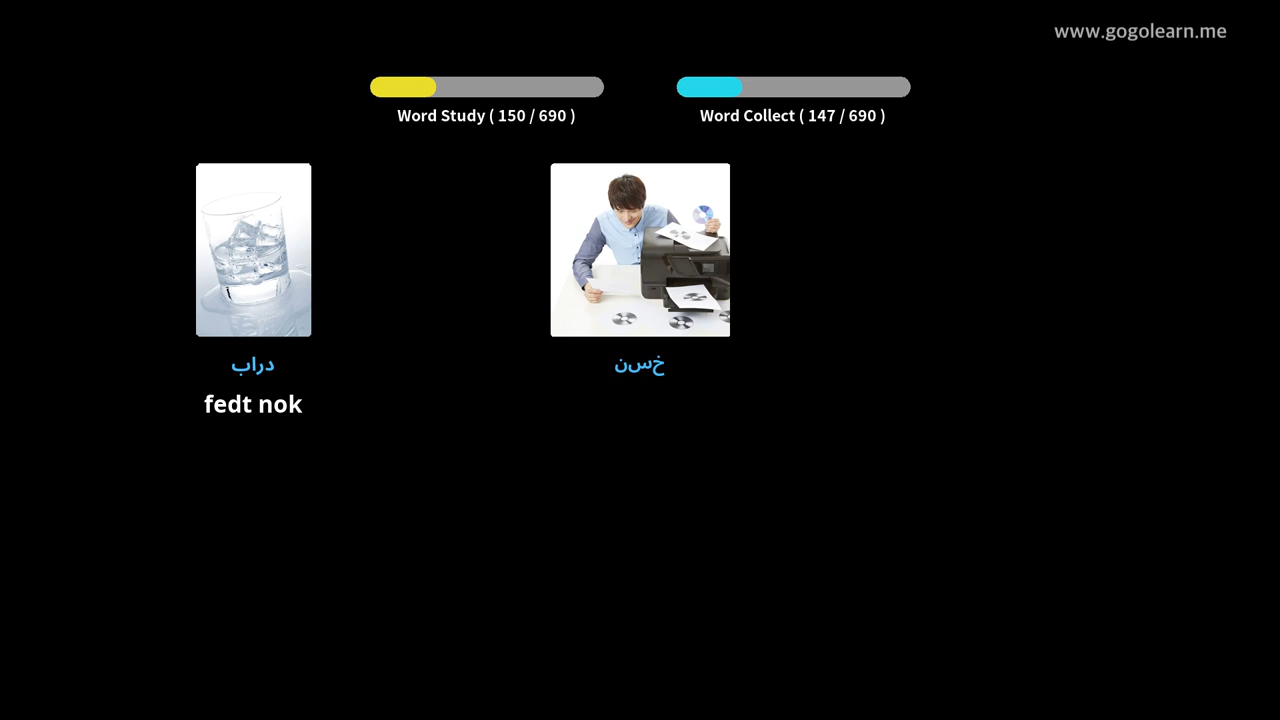 www.gogolearn.me
Word Study ( 150 / 690 )
Word Collect ( 147 / 690 )
دراب
خسن
fedt nok